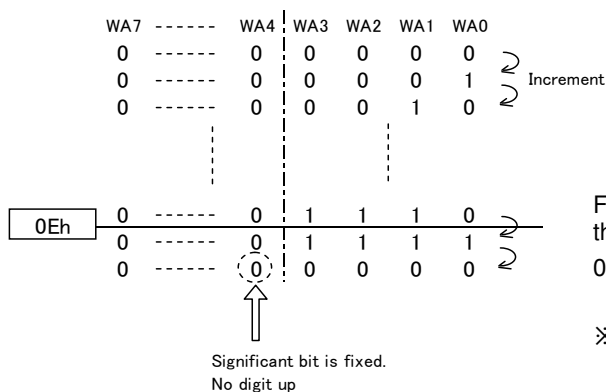 WA7 ------ WA4 WA3 WA2 WA1 WA0
0 ------ 0 0 0 0 0
0 ------ 0 0 0 0 1 Increment
0 ------ 0 0 0 1 0
0 ------ 0 1 1 1 0
0Eh
0 ------ 0 1 1 1 1
0 ------ 0 0 0 0 0
Significant bit is fixed.
No digit up
F
th
0
※